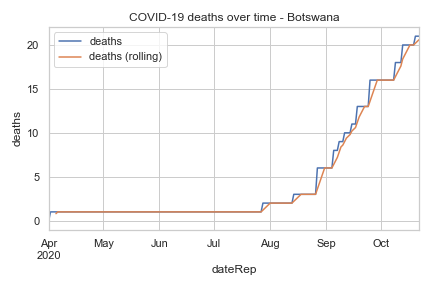 COVID-19 deaths over time - Botswana
deaths
deaths (rolling)
20
15
10
5
0
deaths
Apr May Jun Jul Aug Sep Oct
2020
dateRep